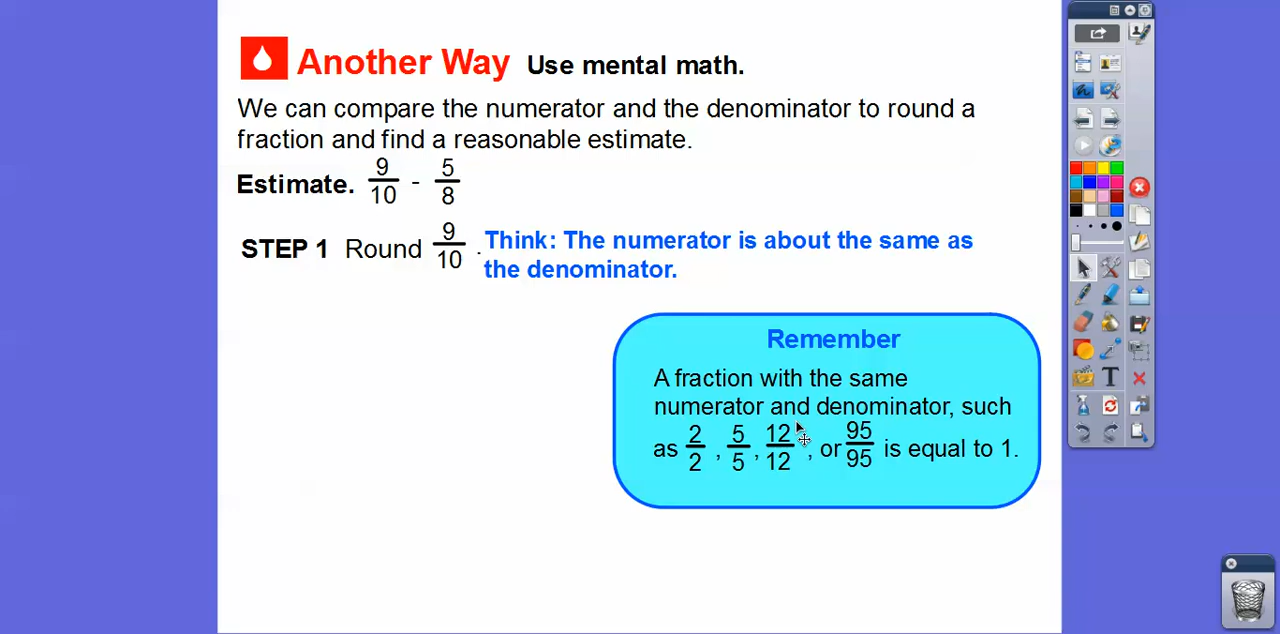 Another Way Use mental math.
We can compare the numerator and the denominator to round a
fraction and find a reasonable estimate.
Estimate. 9/10 - 5/8
STEP 1 Round 9/10 . Think: The numerator is about the same as
the denominator.
Remember
A fraction with the same
numerator and denominator, such
as 2/2 , 5/5 , 12/12 , or 95/95 is equal to 1.
T